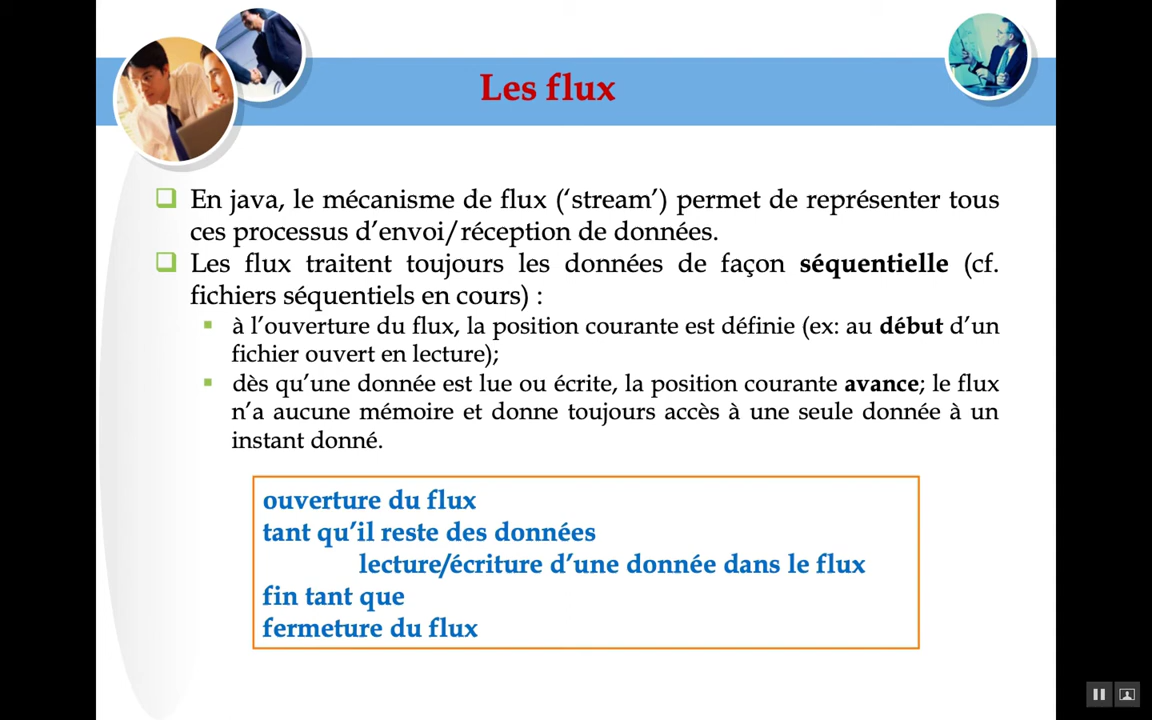 Les flux
En java, le mécanisme de flux (‘stream’) permet de représenter tous
ces processus d’envoi/réception de données.
Les flux traitent toujours les données de façon séquentielle (cf.
fichiers séquentiels en cours) :
à l’ouverture du flux, la position courante est définie (ex: au début d’un
fichier ouvert en lecture);
dès qu’une donnée est lue ou écrite, la position courante avance; le flux
n’a aucune mémoire et donne toujours accès à une seule donnée à un
instant donné.
ouverture du flux
tant qu’il reste des données
lecture/écriture d’une donnée dans le flux
fin tant que
fermeture du flux